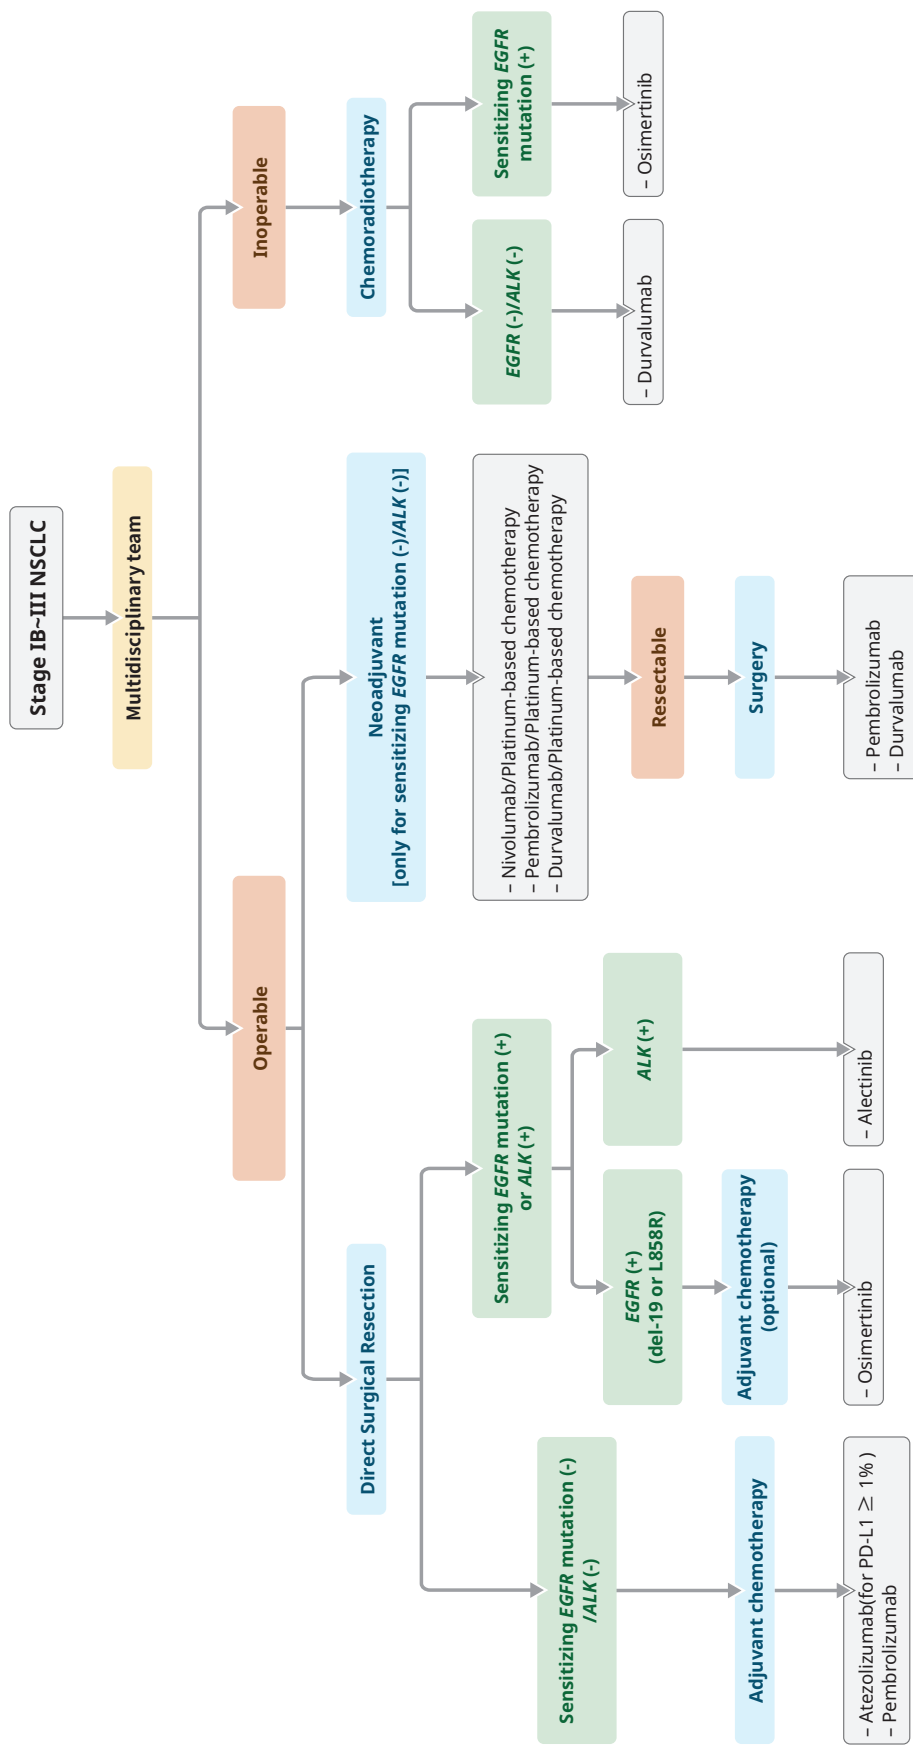 Stage IB~III NSCLC
Multidisciplinary team
Operable
Inoperable
Direct Surgical Resection
Neoadjuvant
[only for sensitizing EGFR mutation (-)/ALK (-)]
Chemoradiotherapy
Sensitizing EGFR mutation (-)
/ALK (-)
Sensitizing EGFR mutation (+)
or ALK (+)
EGFR (+)
(del-19 or L858R)
ALK (+)
Adjuvant chemotherapy
Adjuvant chemotherapy
(optional)
– Atezolizumab(for PD-L1 ≥ 1% )
– Pembrolizumab
– Osimertinib
– Alectinib
– Nivolumab/Platinum-based chemotherapy
– Pembrolizumab/Platinum-based chemotherapy
– Durvalumab/Platinum-based chemotherapy
Resectable
Surgery
– Pembrolizumab
– Durvalumab
EGFR (-)/ALK (-)
Sensitizing EGFR
mutation (+)
– Durvalumab
– Osimertinib